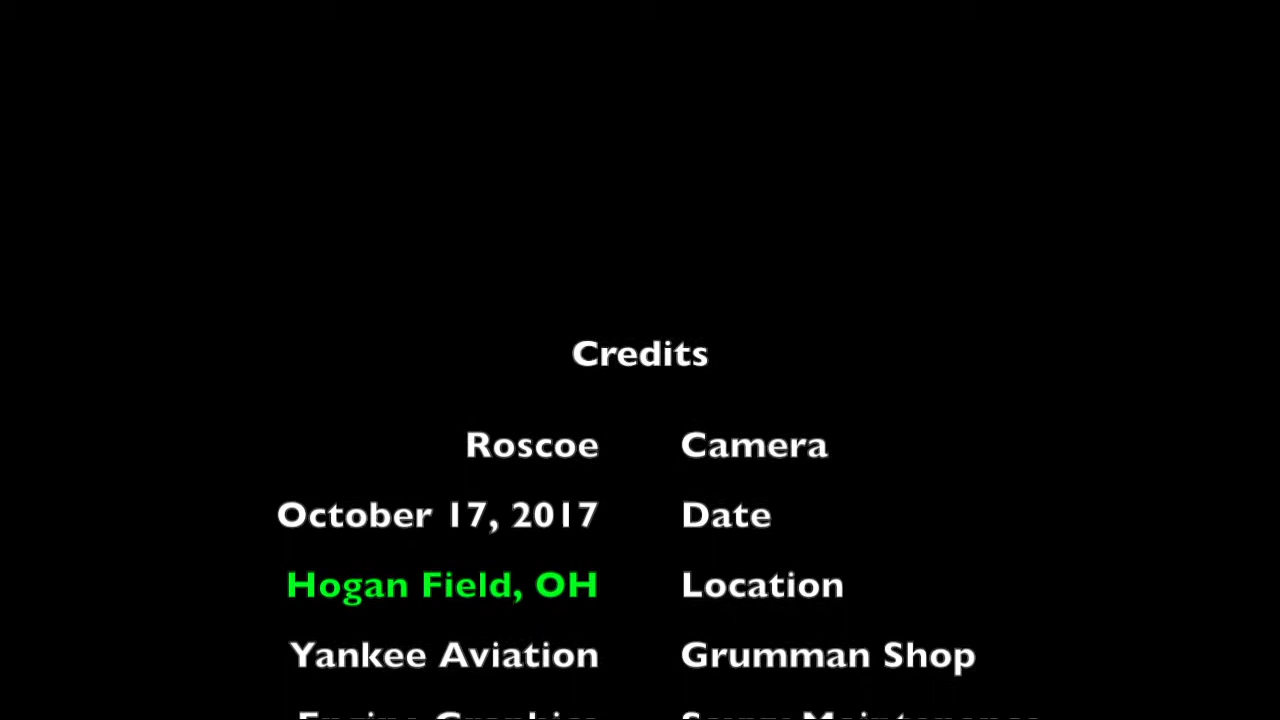 Credits
Roscoe Camera
October 17, 2017 Date
Hogan Field, OH Location
Yankee Aviation Grumman Shop